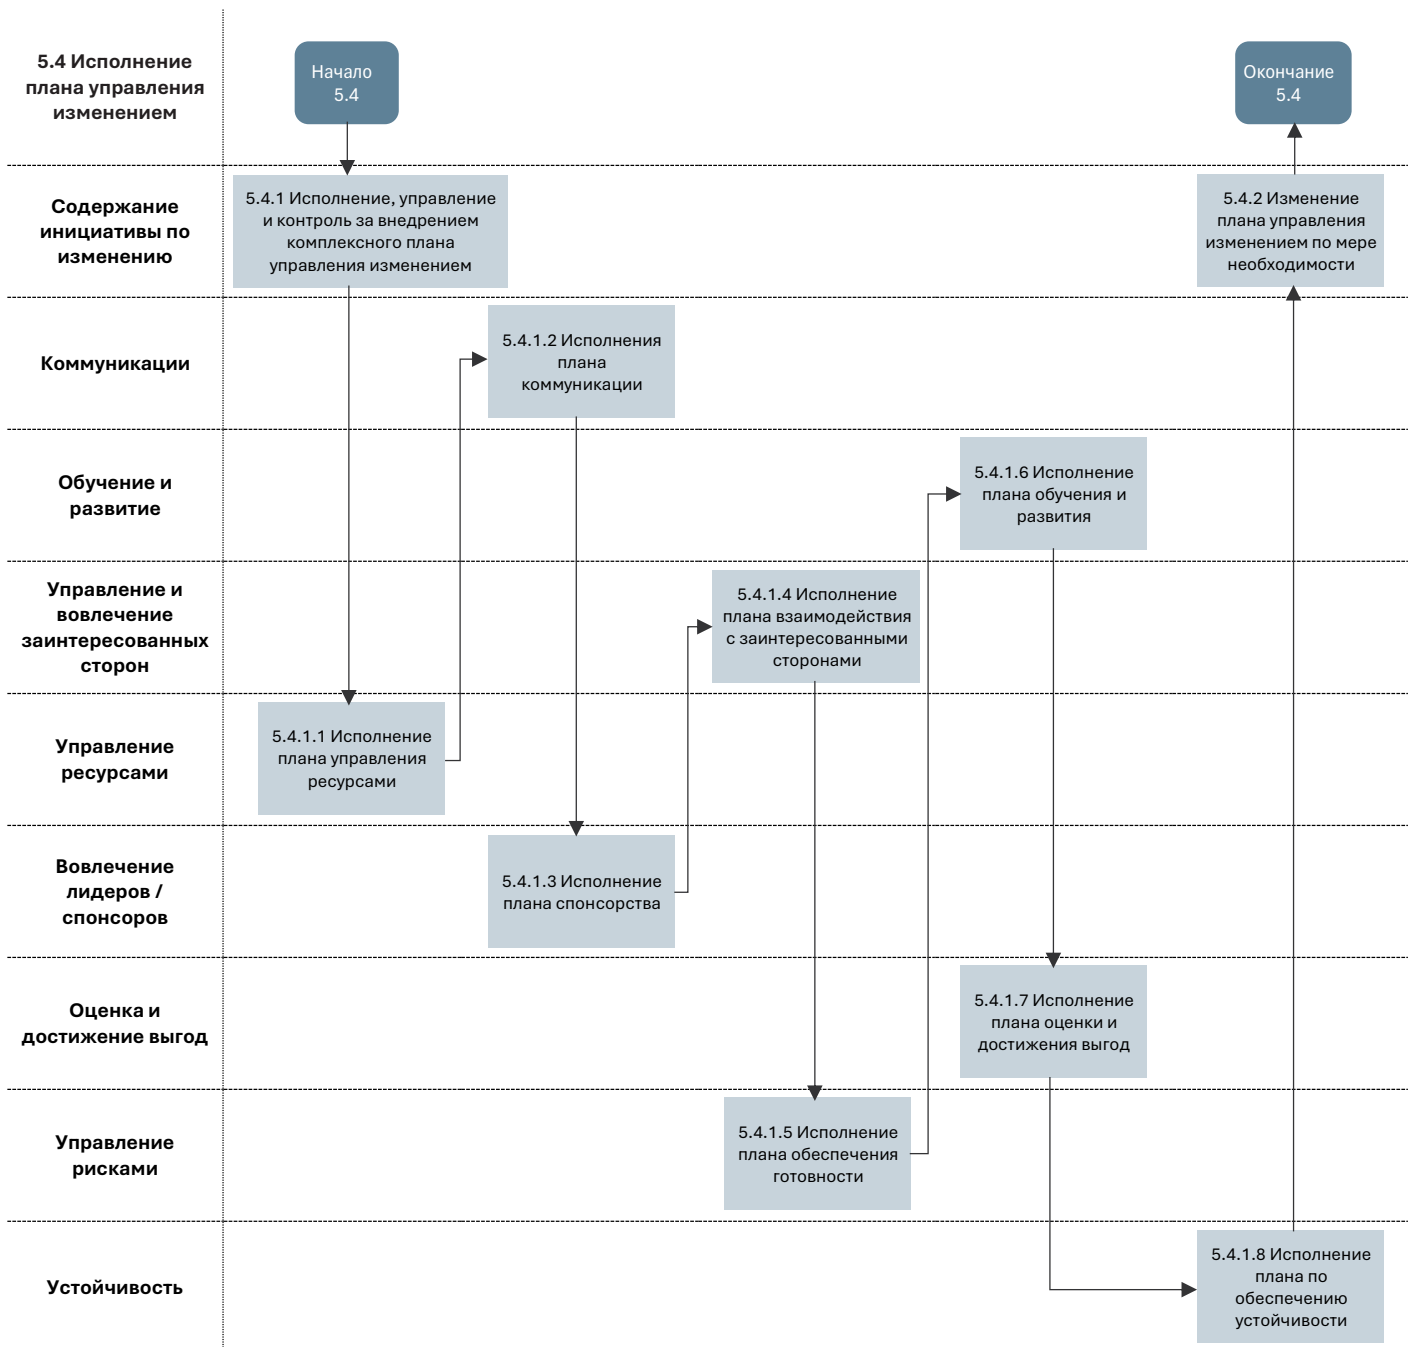 5.4 Исполнение
плана управления
изменением
Начало
5.4
Окончание
5.4
Содержание
инициативы по
изменению
5.4.1 Исполнение, управление
и контроль за внедрением
комплексного плана
управления изменением
5.4.2 Изменение
плана управления
изменением по мере
необходимости
Коммуникации
5.4.1.2 Исполнения
плана
коммуникации
Обучение и
развитие
5.4.1.6 Исполнение
плана обучения и
развития
Управление и
вовлечение
заинтересованных
сторон
5.4.1.4 Исполнение
плана взаимодействия
с заинтересованными
сторонами
Управление
ресурсами
5.4.1.1 Исполнение
плана управления
ресурсами
Вовлечение
лидеров /
спонсоров
5.4.1.3 Исполнение
плана спонсорства
Оценка и
достижение выгод
5.4.1.7 Исполнение
плана оценки и
достижения выгод
Управление
рисками
5.4.1.5 Исполнение
плана обеспечения
готовности
Устойчивость
5.4.1.8 Исполнение
плана по
обеспечению
устойчивости